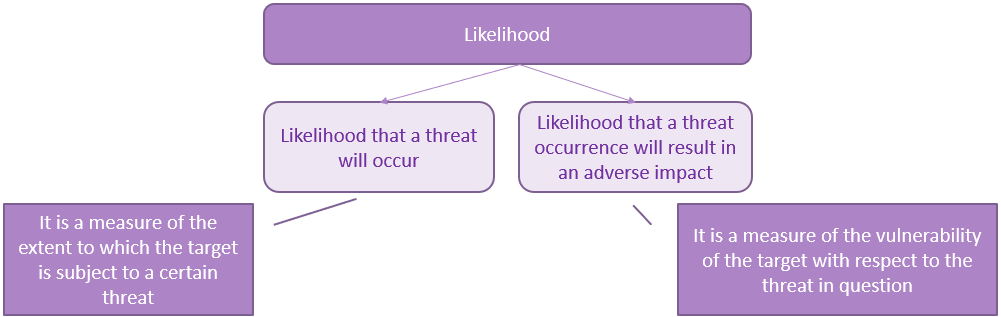 Likelihood
Likelihood that a threat
will occur
Likelihood that a threat
occurrence will result in
an adverse impact
It is a measure of the
extent to which the target
is subject to a certain
threat
It is a measure of the vulnerability
of the target with respect to the
threat in question